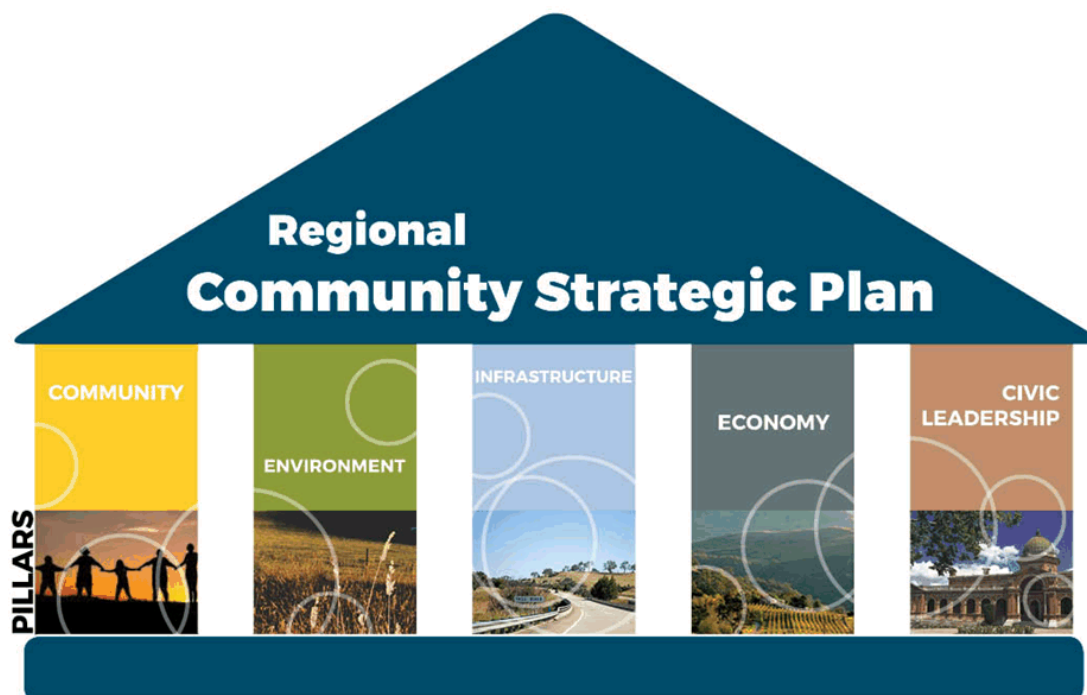 Regional
Community Strategic Plan
COMMUNITY
ENVIRONMENT
INFRASTRUCTURE
ECONOMY
CIVIC
LEADERSHIP
PILLARS